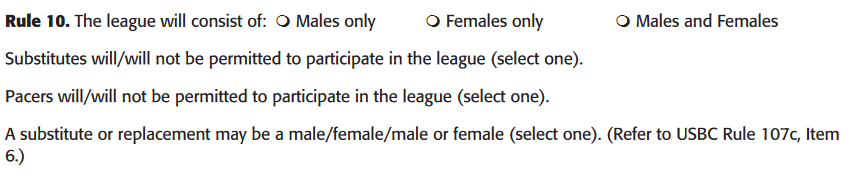 Rule 10. The league will consist of: ❍ Males only ❍ Females only ❍ Males and Females
Substitutes will/will not be permitted to participate in the league (select one).
Pacers will/will not be permitted to participate in the league (select one).
A substitute or replacement may be a male/female/male or female (select one). (Refer to USBC Rule 107c, Item
6.)